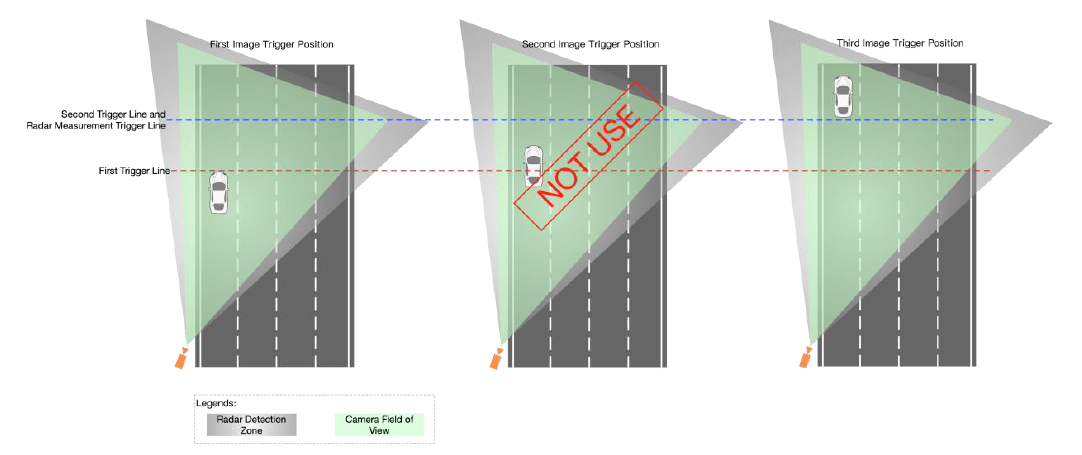 First Image Trigger Position
Second Image Trigger Position
Third Image Trigger Position
Second Trigger Line and
Radar Measurement Trigger Line
First Trigger Line
NOT USE
Legends:
Radar Detection
Zone
Camera Field of
View